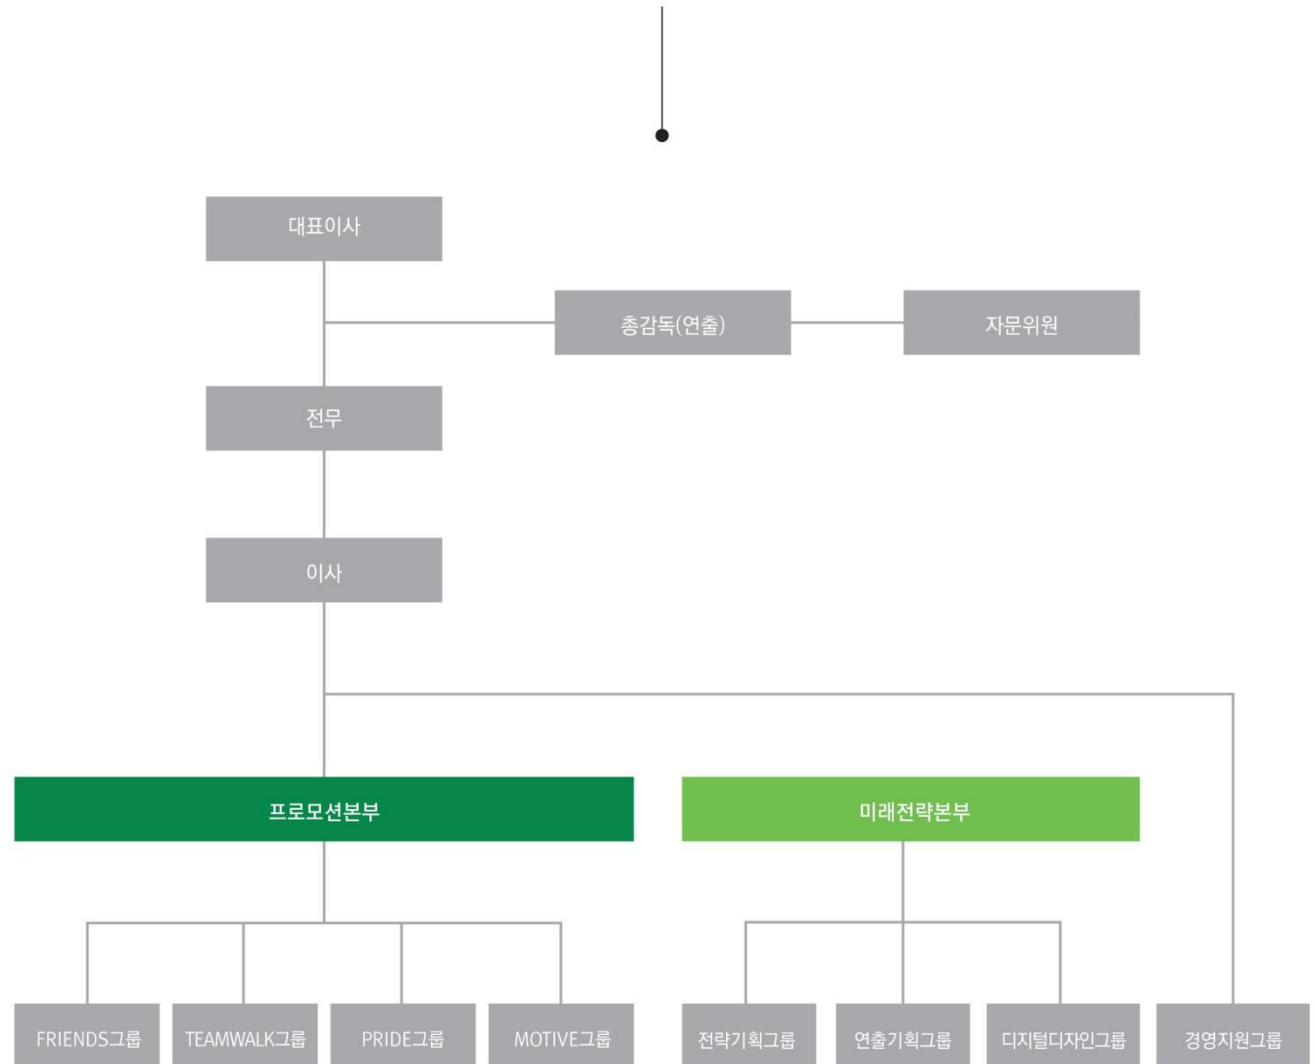 대표이사
총감독(연출)
자문위원
전무
이사
프로모션본부
미래전략본부
FRIENDS그룹
TEAMWALK그룹
PRIDE그룹
MOTIVE그룹
전략기획그룹
연출기획그룹
디지털디자인그룹
경영지원그룹